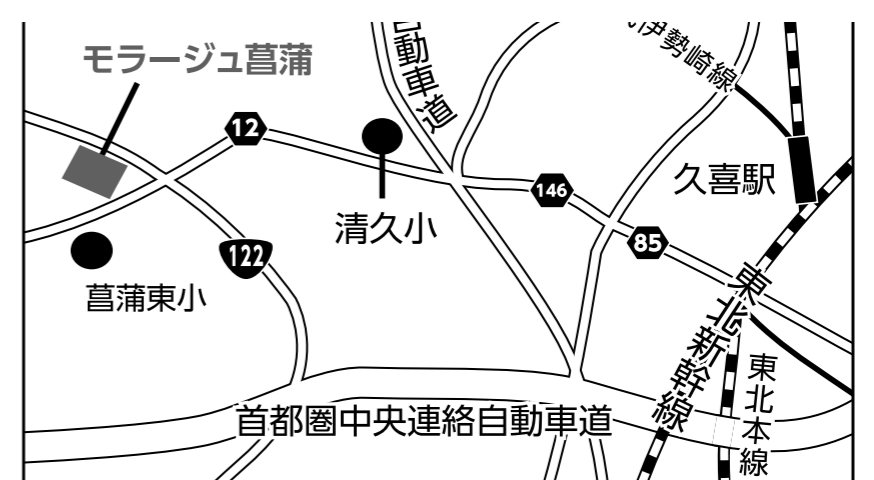 自動車道
伊勢崎線
モラージュ菖蒲
12
久喜駅
146
清久小
85
122
菖蒲東小
東北新幹線
東北本線
首都圏中央連絡自動車道